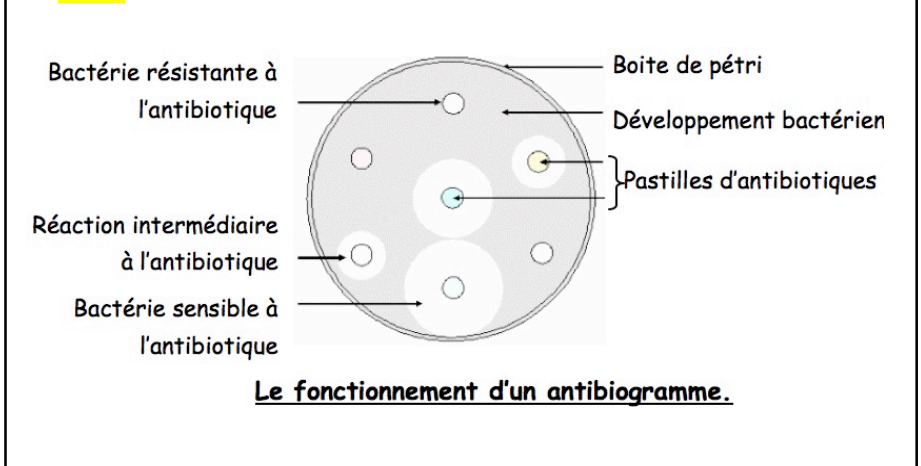 Bactérie résistante à
l'antibiotique
Réaction intermédiaire
à l'antibiotique
Bactérie sensible à
l'antibiotique
Boite de pétri
Développement bactérien
Pastilles d'antibiotiques
Le fonctionnement d'un antibiogramme.